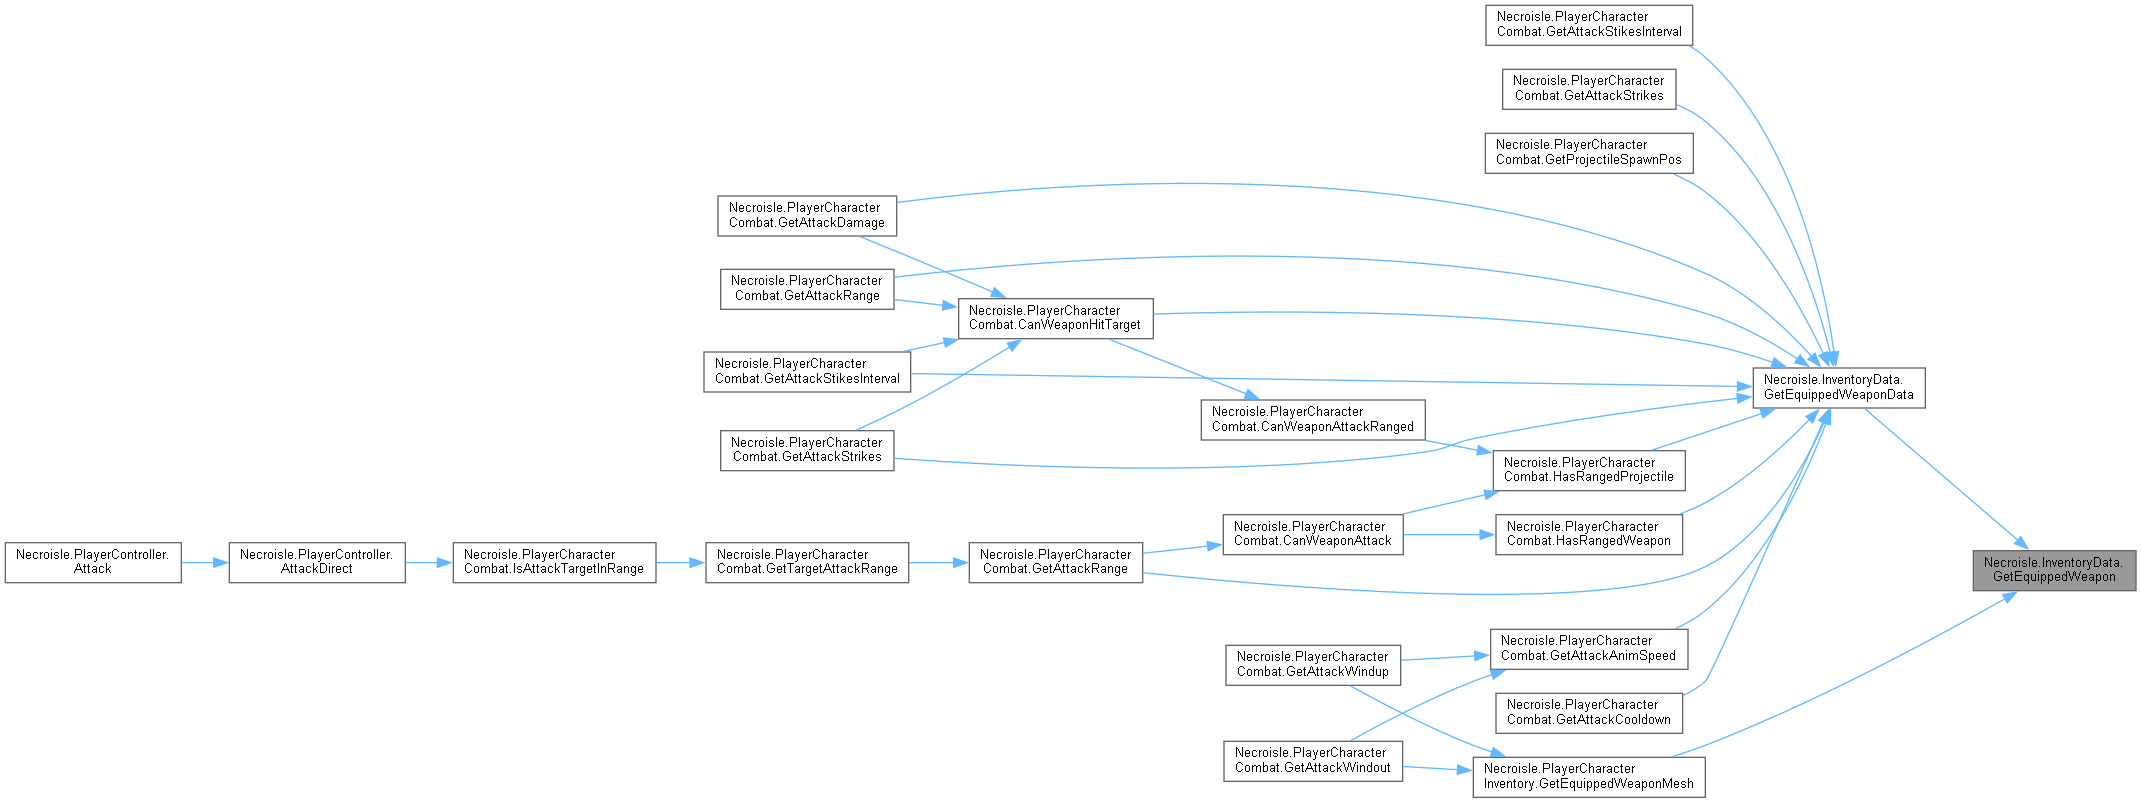 Necroisle.PlayerCharacter
Combat.GetAttackStikesInterval
Necroisle.PlayerCharacter
Combat.GetAttackStrikes
Necroisle.PlayerCharacter
Combat.GetProjectileSpawnPos
Necroisle.PlayerCharacter
Combat.GetAttackDamage
Necroisle.PlayerCharacter
Combat.GetAttackRange
Necroisle.PlayerCharacter
Combat.CanWeaponHitTarget
Necroisle.PlayerCharacter
Combat.GetAttackStikesInterval
Necroisle.InventoryData.
GetEquippedWeaponData
Necroisle.PlayerCharacter
Combat.CanWeaponAttackRanged
Necroisle.PlayerCharacter
Combat.GetAttackStrikes
Necroisle.PlayerCharacter
Combat.HasRangedProjectile
Necroisle.PlayerController.
Attack
Necroisle.PlayerController.
AttackDirect
Necroisle.PlayerCharacter
Combat.IsAttackTargetInRange
Necroisle.PlayerCharacter
Combat.GetTargetAttackRange
Necroisle.PlayerCharacter
Combat.GetAttackRange
Necroisle.PlayerCharacter
Combat.CanWeaponAttack
Necroisle.PlayerCharacter
Combat.HasRangedWeapon
Necroisle.InventoryData.
GetEquippedWeapon
Necroisle.PlayerCharacter
Combat.GetAttackWindup
Necroisle.PlayerCharacter
Combat.GetAttackAnimSpeed
Necroisle.PlayerCharacter
Combat.GetAttackCooldown
Necroisle.PlayerCharacter
Combat.GetAttackWindout
Necroisle.PlayerCharacter
Inventory.GetEquippedWeaponMesh